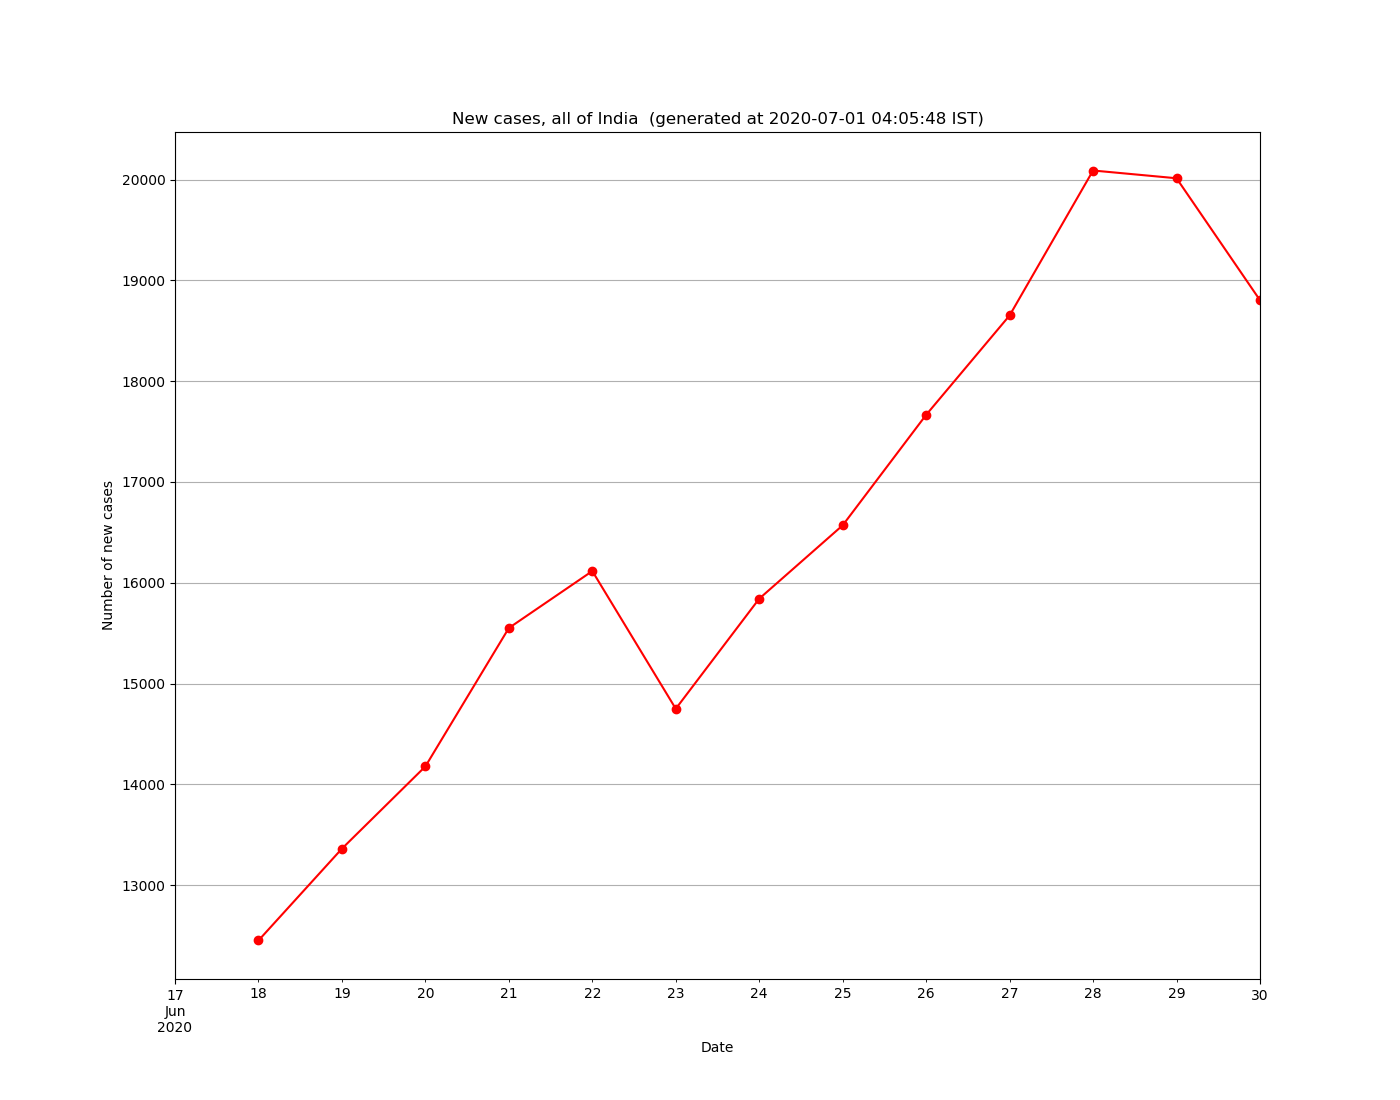 New cases, all of India  (generated at 2020-07-01 04:05:48 IST)
20000
19000
18000
17000
16000
15000
14000
13000
Number of new cases
17 18 19 20 21 22 23 24 25 26 27 28 29 30
Jun
2020
Date